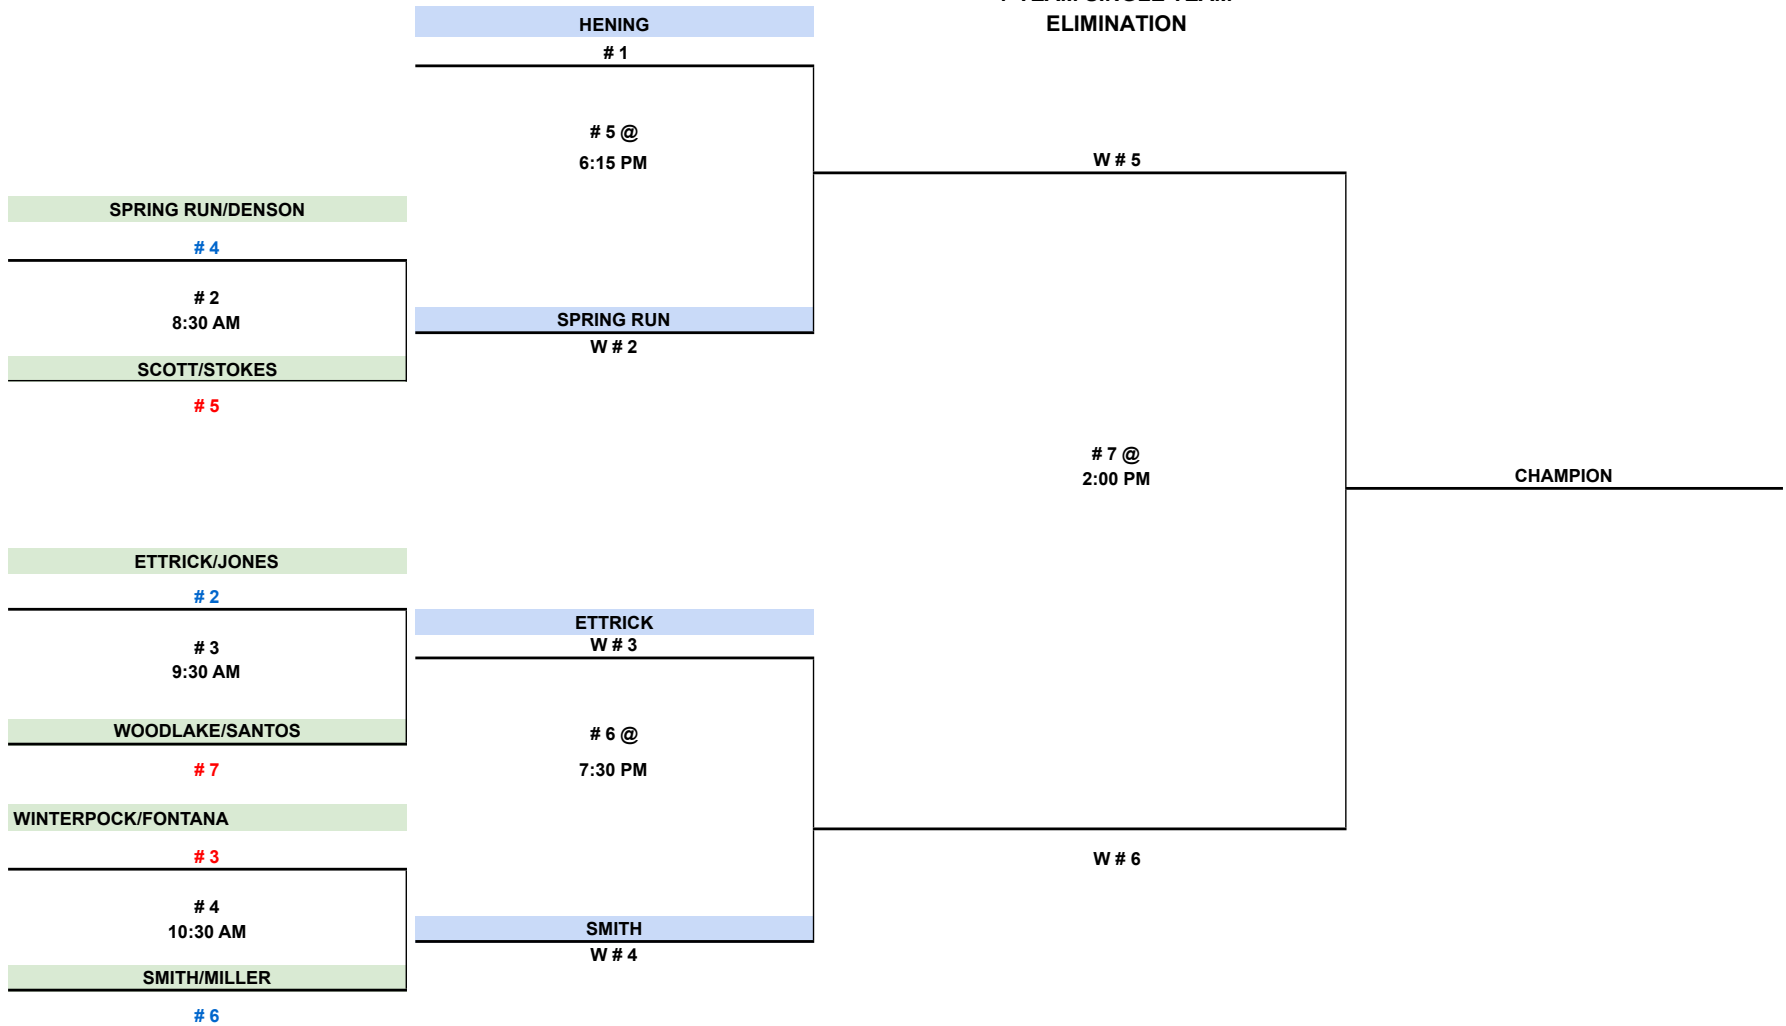 HENING
# 1
ELIMINATION
# 5 @
6:15 PM
W # 5
SPRING RUN/DENSON
# 4
# 2
8:30 AM
SPRING RUN
W # 2
SCOTT/STOKES
# 5
# 7 @
2:00 PM
CHAMPION
ETTRICK/JONES
# 2
ETTRICK
W # 3
# 3
9:30 AM
WOODLAKE/SANTOS
# 7
# 6 @
7:30 PM
WINTERPOCK/FONTANA
# 3
W # 6
# 4
10:30 AM
SMITH
W # 4
SMITH/MILLER
# 6